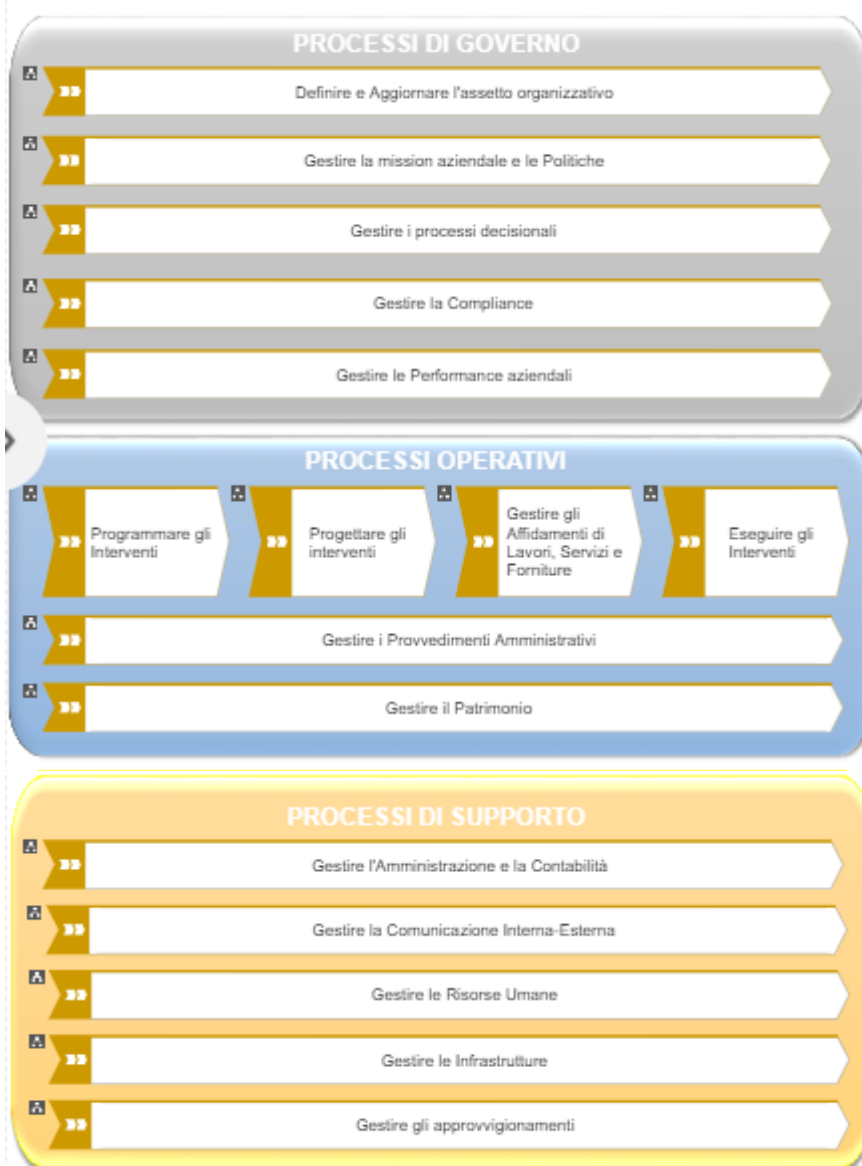 PROCESSI DI GOVERNO
Definire e Aggiornare l'assetto organizzativo
Gestire la mission aziendale e le Politiche
Gestire i processi decisionali
Gestire la Compliance
Gestire le Performance aziendali
PROCESSI OPERATIVI
Programmare gli
Interventi
Progettare gli
interventi
Gestire gli
Affidamenti di
Lavori, Servizi e
Forniture
Eseguire gli
Interventi
Gestire i Provvedimenti Amministrativi
Gestire il Patrimonio
PROCESSI DI SUPPORTO
Gestire l'Amministrazione e la Contabilità
Gestire la Comunicazione Interna-Esterna
Gestire le Risorse Umane
Gestire le Infrastrutture
Gestire gli approvvigionamenti